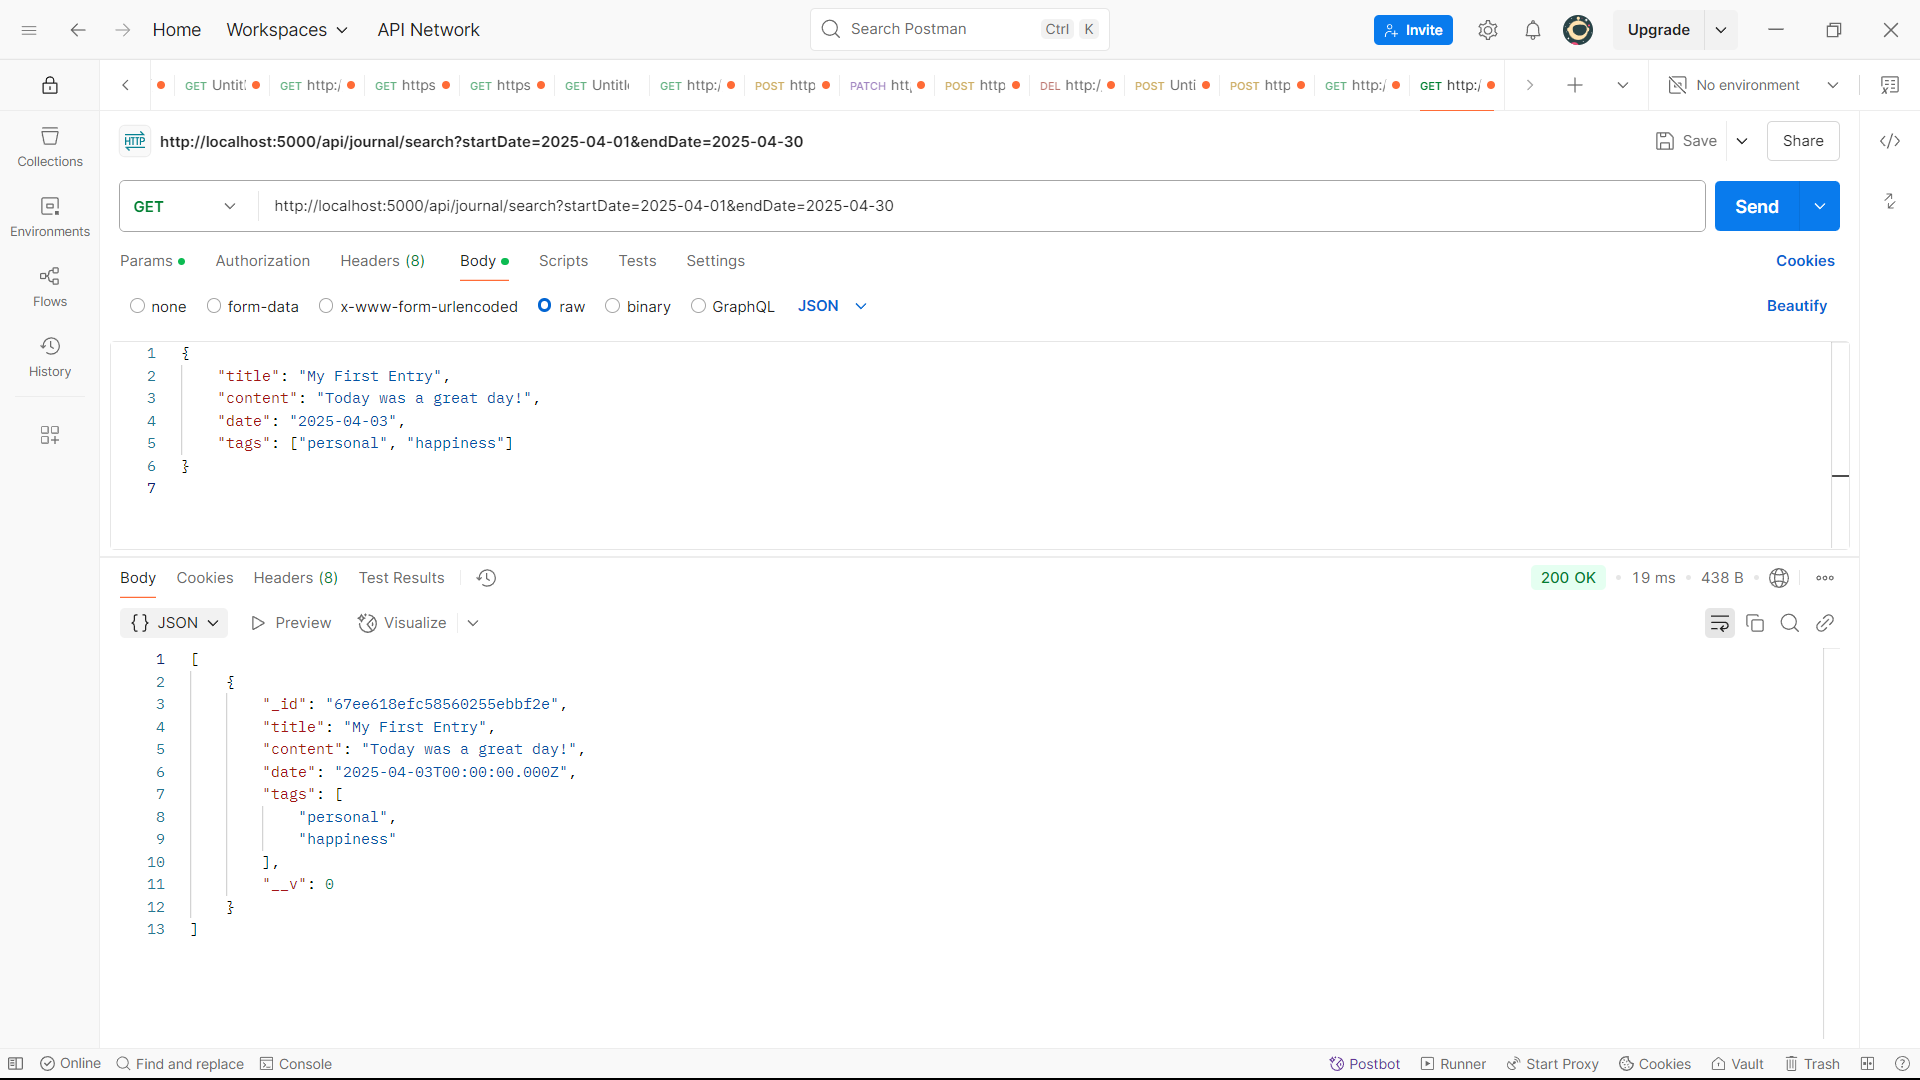 Home Workspaces API Network Search Postman Ctrl K Invite Upgrade
GET Untit GET http:/ GET https GET https GET Untitl GET http:/ POST http PATCH htt POST http DEL http:/ POST Unti POST http GET http:/ GET http:/ No environment
HTTP http://localhost:5000/api/journal/search?startDate=2025-04-01&endDate=2025-04-30 Save Share
GET http://localhost:5000/api/journal/search?startDate=2025-04-01&endDate=2025-04-30 Send
Collections
Environments
Flows
History
Params Authorization Headers (8) Body Scripts Tests Settings Cookies
none form-data x-www-form-urlencoded raw binary GraphQL JSON Beautify
1 {
2 "title": "My First Entry",
3 "content": "Today was a great day!",
4 "date": "2025-04-03",
5 "tags": ["personal", "happiness"]
6 }
7
Body Cookies Headers (8) Test Results 200 OK • 19 ms • 438 B •
{} JSON Preview Visualize
1 [
2 {
3 "_id": "67ee618efc58560255ebbf2e",
4 "title": "My First Entry",
5 "content": "Today was a great day!",
6 "date": "2025-04-03T00:00:00.000Z",
7 "tags": [
8 "personal",
9 "happiness"
10 ],
11 "__v": 0
12 }
13 ]
Online Find and replace Console Postbot Runner Start Proxy Cookies Vault Trash